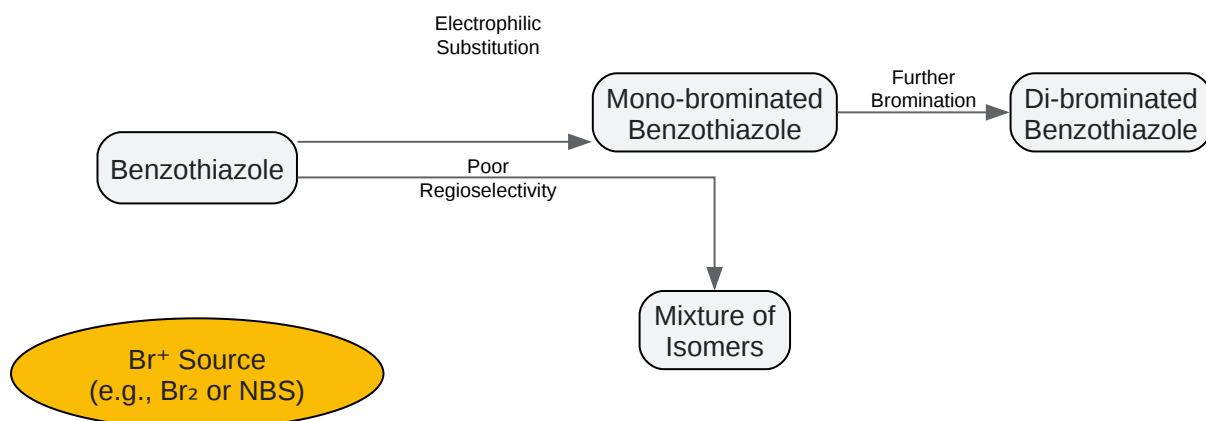 Electrophilic
Substitution
Mono-brominated
Benzothiazole
Further
Bromination
Di-brominated
Benzothiazole
Benzothiazole
Poor
Regioselectivity
Mixture of
Isomers
Br⁺ Source
(e.g., Br₂ or NBS)